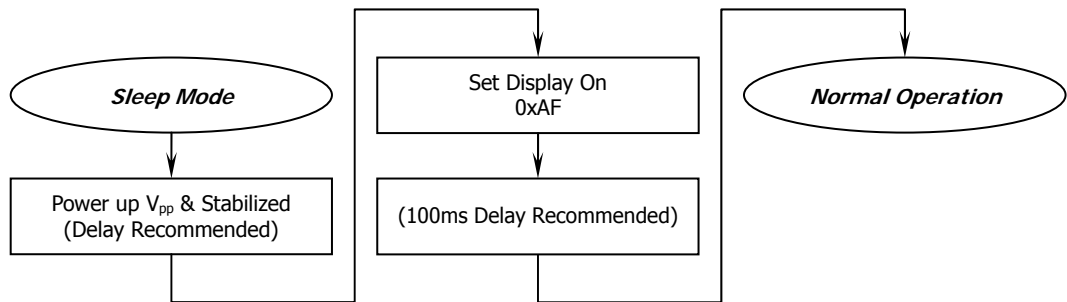 Sleep Mode
Power up Vpp & Stabilized
(Delay Recommended)
Set Display On
0xAF
(100ms Delay Recommended)
Normal Operation